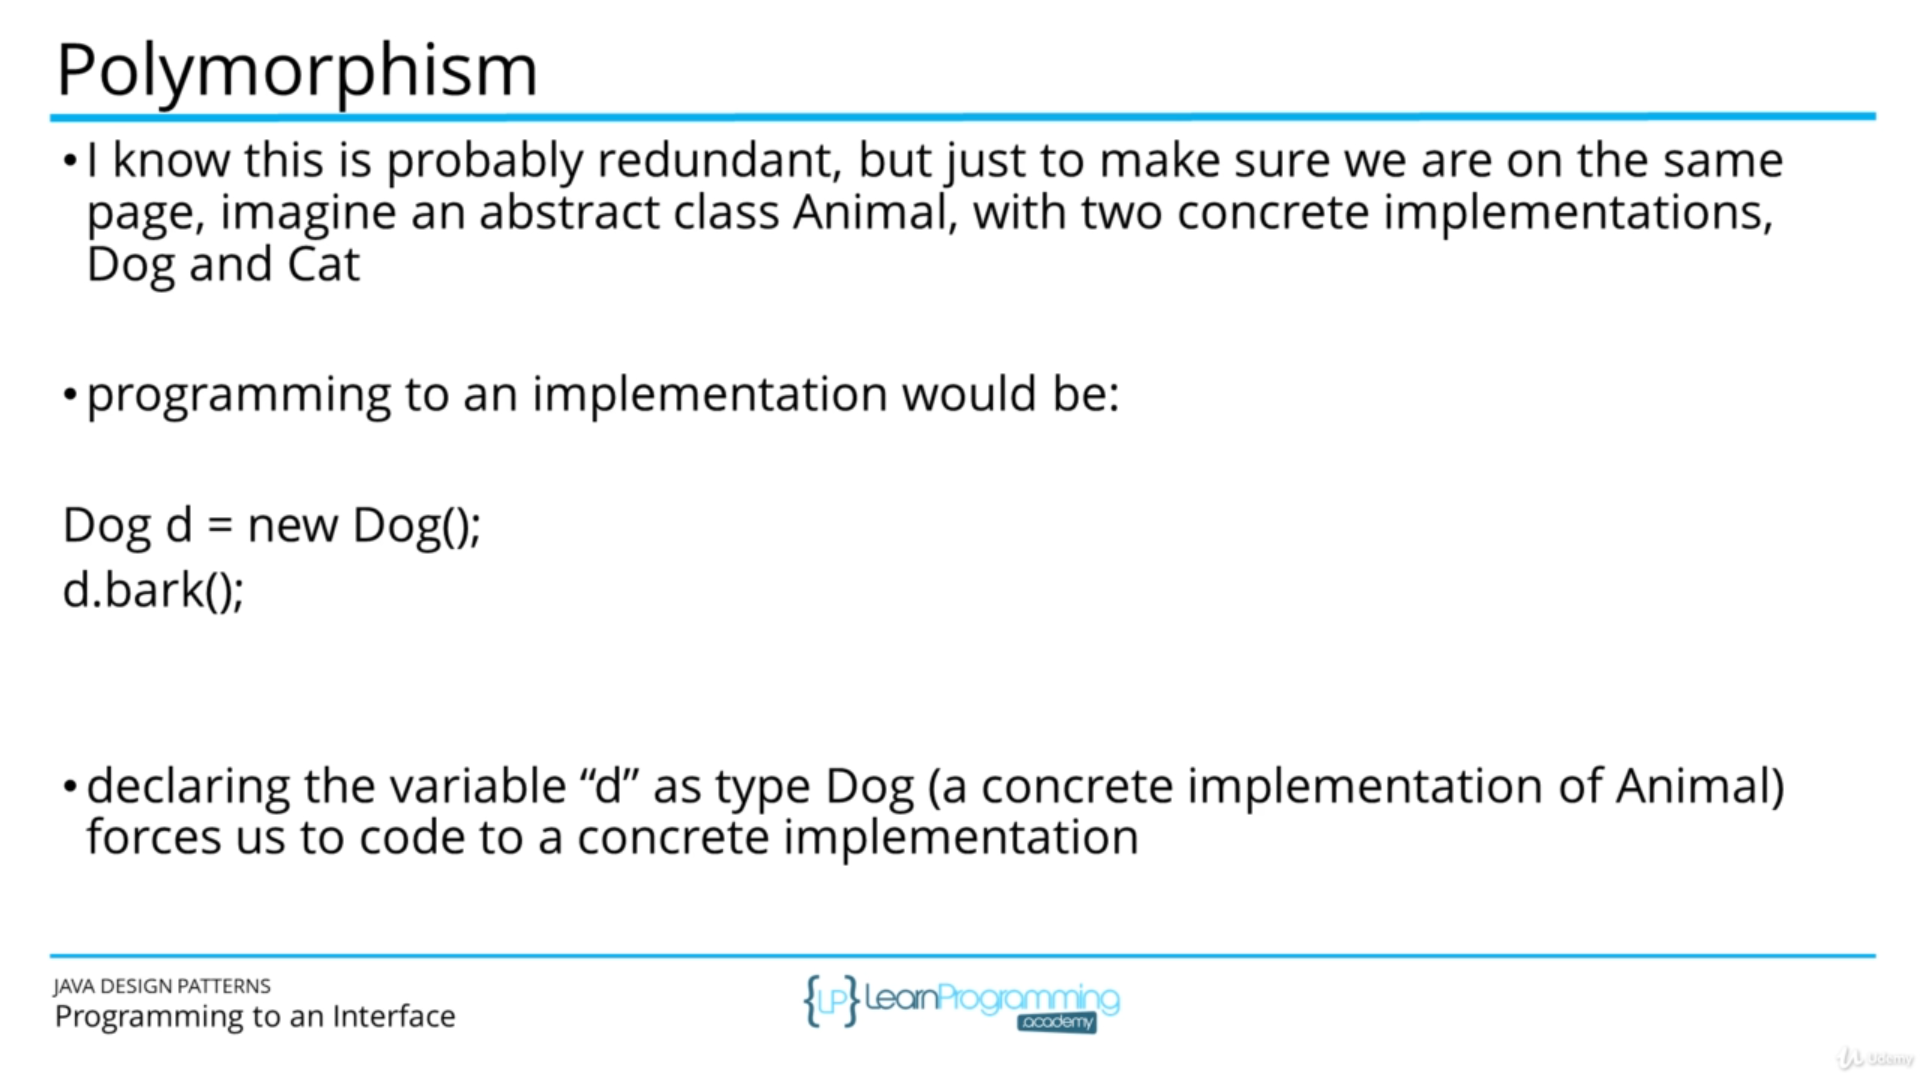 Polymorphism
• I know this is probably redundant, but just to make sure we are on the same
page, imagine an abstract class Animal, with two concrete implementations,
Dog and Cat
• programming to an implementation would be:
Dog d = new Dog();
d.bark();
• declaring the variable “d” as type Dog (a concrete implementation of Animal)
forces us to code to a concrete implementation
JAVA DESIGN PATTERNS
Programming to an Interface
{LP} LearnProgramming
academy
Udemy